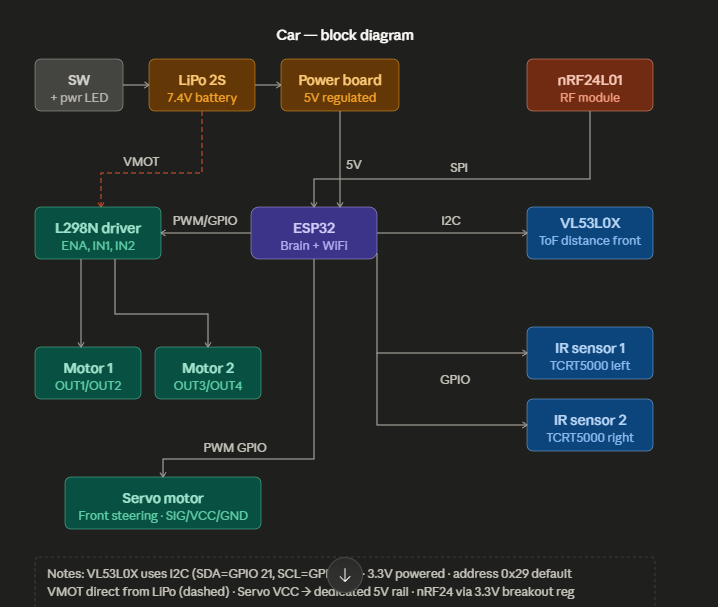 Car — block diagram
SW
+ pwr LED
LiPo 2S
7.4V battery
Power board
5V regulated
nRF24L01
RF module
VMOT
5V
SPI
L298N driver
ENA, IN1, IN2
PWM/GPIO
ESP32
Brain + WiFi
I2C
VL53L0X
ToF distance front
Motor 1
OUT1/OUT2
Motor 2
OUT3/OUT4
IR sensor 1
TCRT5000 left
GPIO
IR sensor 2
TCRT5000 right
PWM GPIO
Servo motor
Front steering · SIG/VCC/GND
Notes: VL53L0X uses I2C (SDA=GPIO 21, · 3.3V powered · address 0x29 default
VMOT direct from LiPo (dashed) · Servo VCC → dedicated 5V rail · nRF24 via 3.3V breakout reg